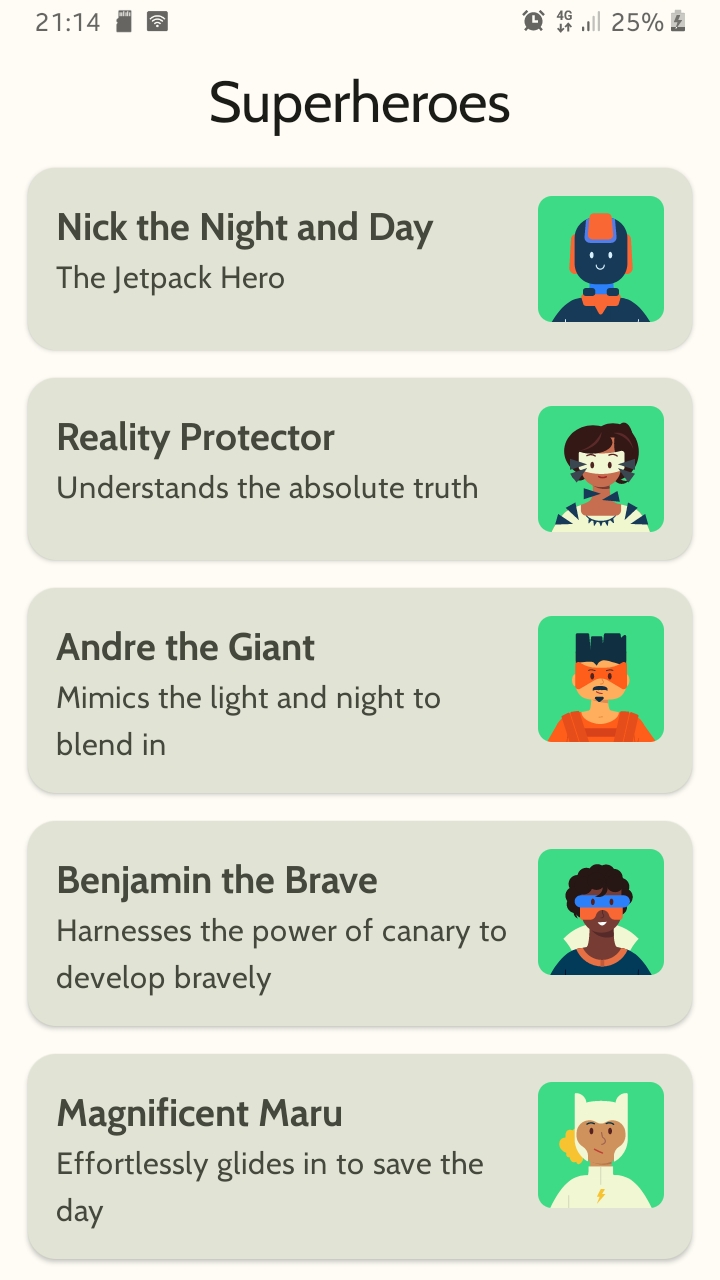 21:14 4G 25%
Superheroes
Nick the Night and Day
The Jetpack Hero
Reality Protector
Understands the absolute truth
Andre the Giant
Mimics the light and night to
blend in
Benjamin the Brave
Harnesses the power of canary to
develop bravely
Magnificent Maru
Effortlessly glides in to save the
day